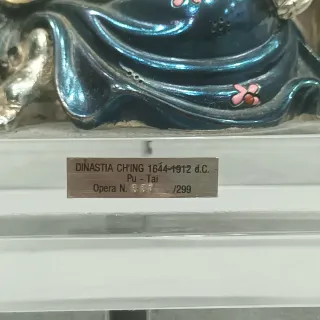 DINASTIA CH'ING 1644-1912 d.C.
Pu - Tai
Opera N. /299